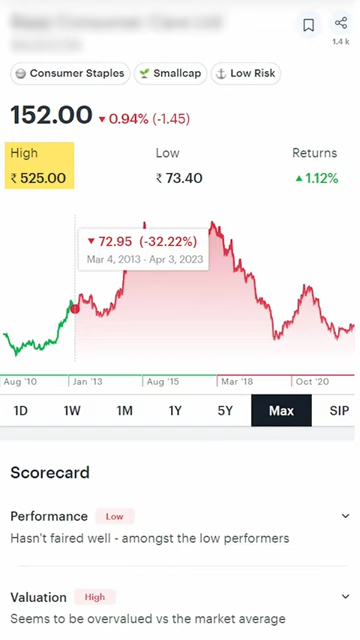 Consumer Staples Smallcap Low Risk
1.4 k
152.00 ▼ 0.94% (-1.45)
High Low Returns
₹ 525.00 ₹ 73.40 ▲ 1.12%
▼ 72.95 (-32.22%)
Mar 4, 2013 - Apr 3, 2023
Aug '10 Jan '13 Aug '15 Mar '18 Oct '20
1D 1W 1M 1Y 5Y Max SIP
Scorecard
Performance Low
Hasn't faired well - amongst the low performers
Valuation High
Seems to be overvalued vs the market average